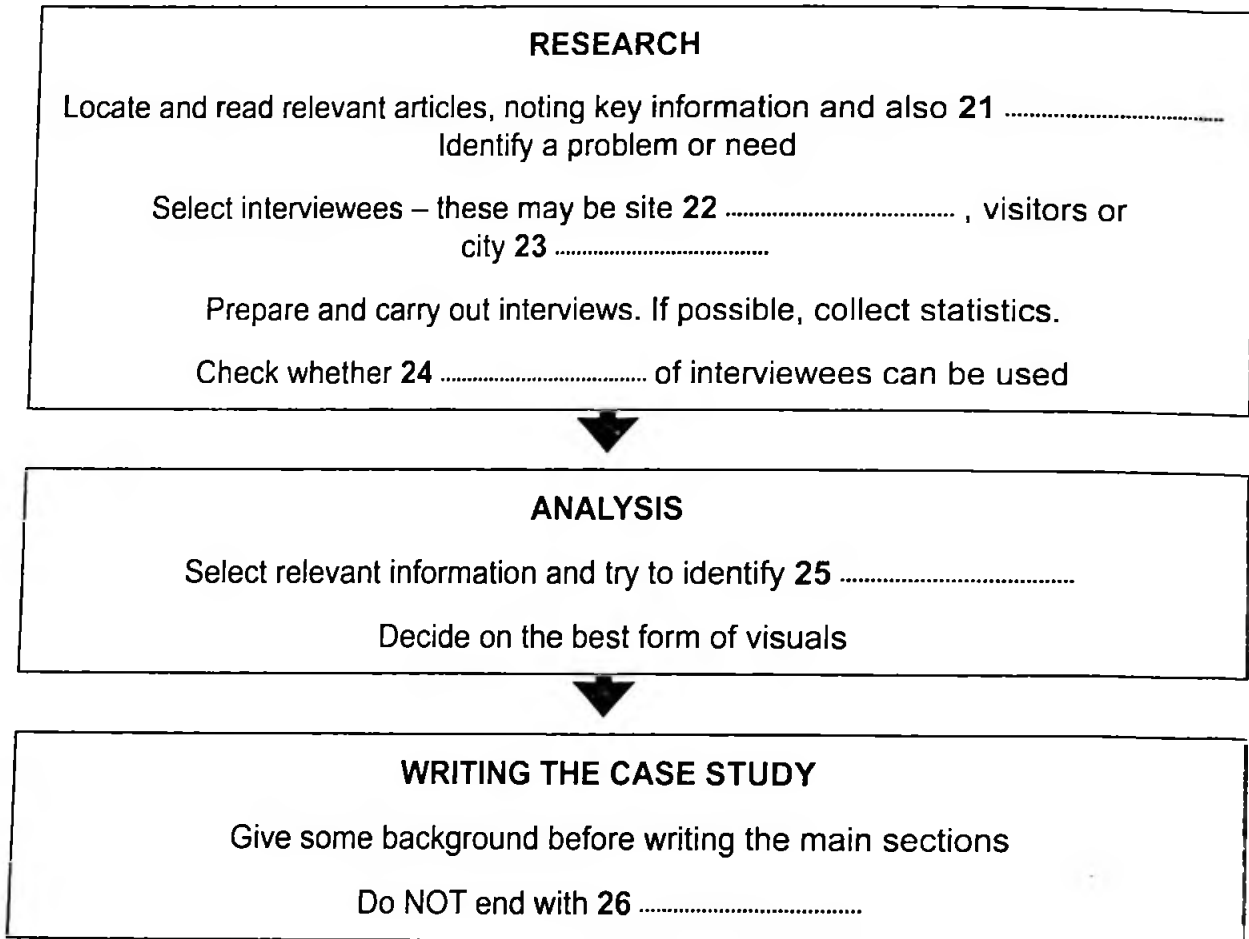 RESEARCH
Locate and read relevant articles, noting key information and also 21 ................................
Identify a problem or need
Select interviewees – these may be site 22 ................................ , visitors or
city 23 ................................
Prepare and carry out interviews. If possible, collect statistics.
Check whether 24 ................................ of interviewees can be used
ANALYSIS
Select relevant information and try to identify 25 ................................
Decide on the best form of visuals
WRITING THE CASE STUDY
Give some background before writing the main sections
Do NOT end with 26 ................................